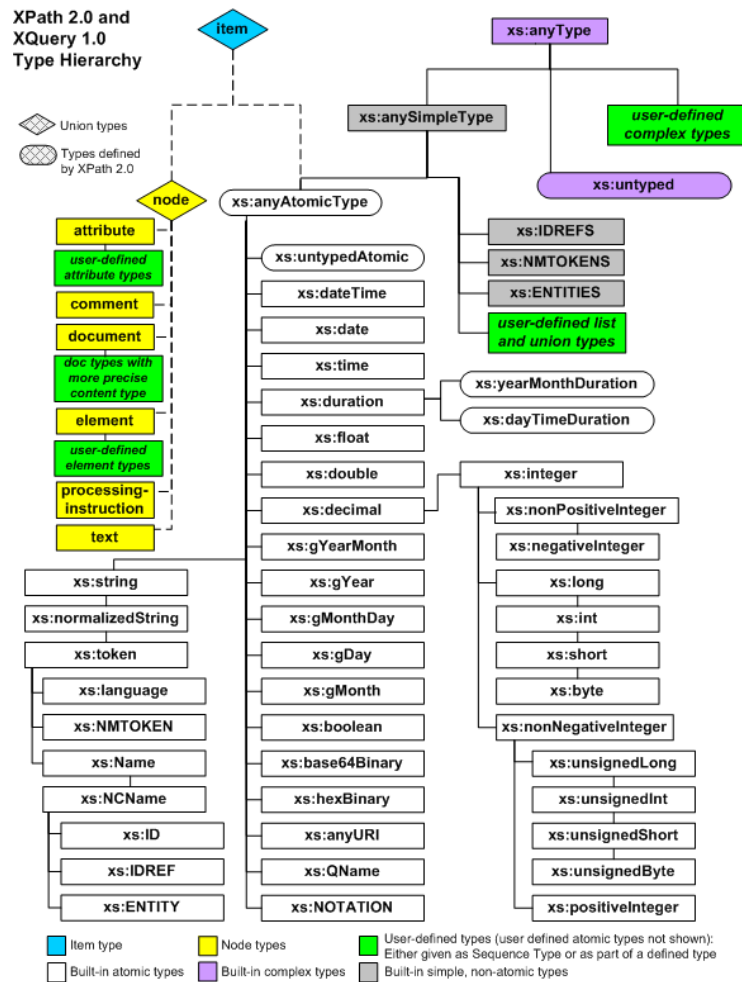 XPath 2.0 and
XQuery 1.0
Type Hierarchy
item
xs:anyType
Union types
Types defined
by XPath 2.0
xs:anySimpleType
user-defined
complex types
node
xs:anyAtomicType
xs:untyped
attribute
user-defined
attribute types
comment
document
doc types with
more precise
content type
element
user-defined
element types
processing-
instruction
text
xs:untypedAtomic
xs:dateTime
xs:date
xs:time
xs:duration
xs:float
xs:double
xs:decimal
xs:gYearMonth
xs:gYear
xs:gMonthDay
xs:gDay
xs:gMonth
xs:boolean
xs:base64Binary
xs:hexBinary
xs:anyURI
xs:QName
xs:NOTATION
xs:IDREFS
xs:NMTOKENS
xs:ENTITIES
user-defined list
and union types
xs:yearMonthDuration
xs:dayTimeDuration
xs:integer
xs:nonPositiveInteger
xs:negativeInteger
xs:long
xs:int
xs:short
xs:byte
xs:nonNegativeInteger
xs:unsignedLong
xs:unsignedInt
xs:unsignedShort
xs:unsignedByte
xs:positiveInteger
xs:string
xs:normalizedString
xs:token
xs:language
xs:NMTOKEN
xs:Name
xs:NCName
xs:ID
xs:IDREF
xs:ENTITY
Item type
Node types
User-defined types (user defined atomic types not shown):
Either given as Sequence Type or as part of a defined type
Built-in atomic types
Built-in complex types
Built-in simple, non-atomic types